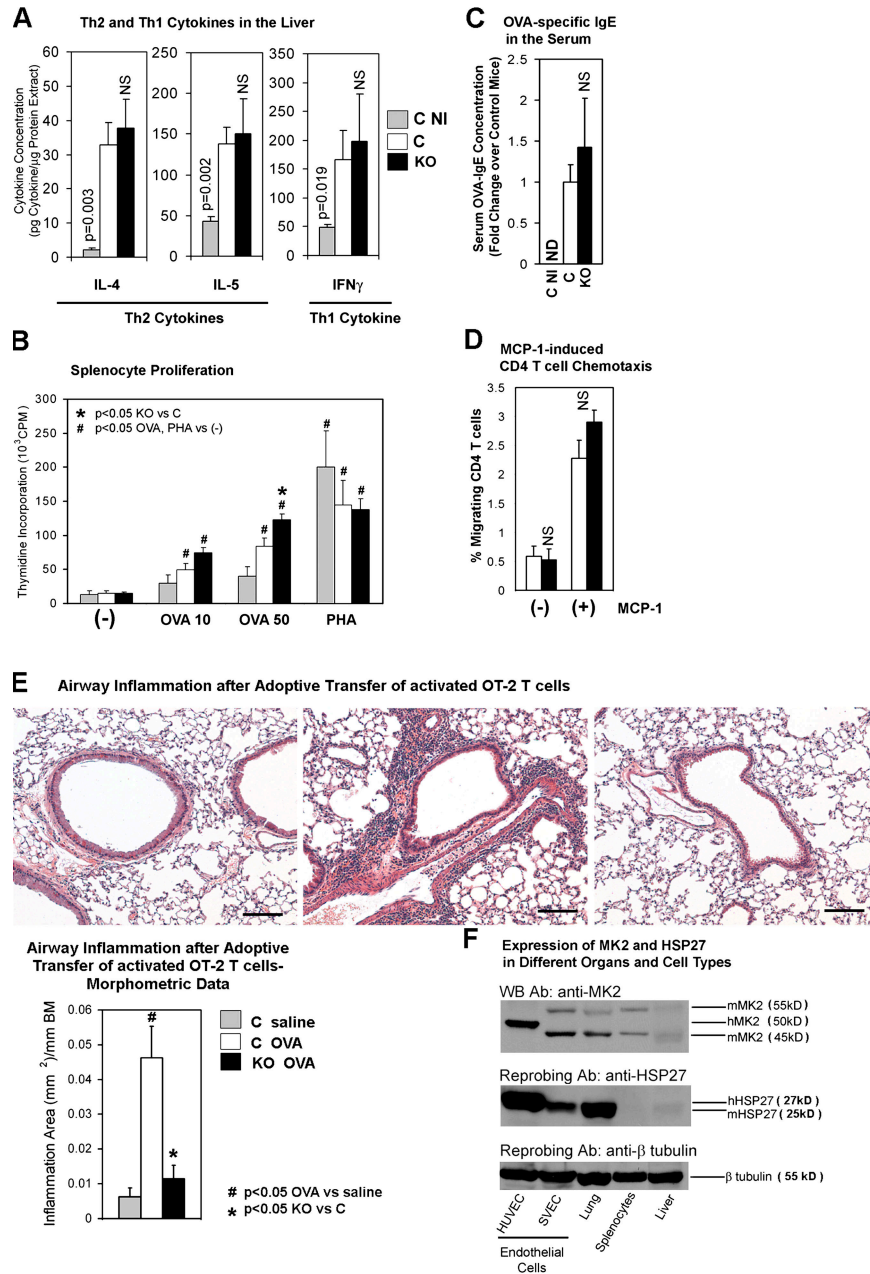 A
Th2 and Th1 Cytokines in the Liver
Cytokine Concentration
(pg Cytokine/µg Protein Extract)
60
50
40
30
20
10
0
p=0.003
NS
IL-4
250
200
150
100
50
0
p=0.002
NS
IL-5
350
300
250
200
150
100
50
0
p=0.019
NS
IFNγ
C NI
C
KO
Th2 Cytokines
Th1 Cytokine
C
OVA-specific IgE
in the Serum
Serum OVA-IgE Concentration
(Fold Change over Control Mice)
2.5
2
1.5
1
0.5
0
ND
NS
C NI
C
KO
B
Splenocyte Proliferation
Thymidine Incorporation (10³CPM)
300
250
200
150
100
50
0
* p<0.05 KO vs C
# p<0.05 OVA, PHA vs (-)
# # # * # # # #
(-) OVA 10 OVA 50 PHA
D
MCP-1-induced
CD4 T cell Chemotaxis
% Migrating CD4 T cells
3.5
3
2.5
2
1.5
1
0.5
0
NS
NS
(-) (+) MCP-1
E
Airway Inflammation after Adoptive Transfer of activated OT-2 T cells
Airway Inflammation after Adoptive
Transfer of activated OT-2 T cells-
Morphometric Data
Inflammation Area (mm²)/mm BM
0.06
0.05
0.04
0.03
0.02
0.01
0
#
*
C saline
C OVA
KO OVA
# p<0.05 OVA vs saline
* p<0.05 KO vs C
F
Expression of MK2 and HSP27
in Different Organs and Cell Types
WB Ab: anti-MK2
mMK2 (55kD)
hMK2 (50kD)
mMK2 (45kD)
Reprobing Ab: anti-HSP27
hHSP27 (27kD)
mHSP27 (25kD)
Reprobing Ab: anti-β tubulin
β tubulin (55 kD)
HUVEC
SVEC
Lung
Splenocytes
Liver
Endothelial
Cells